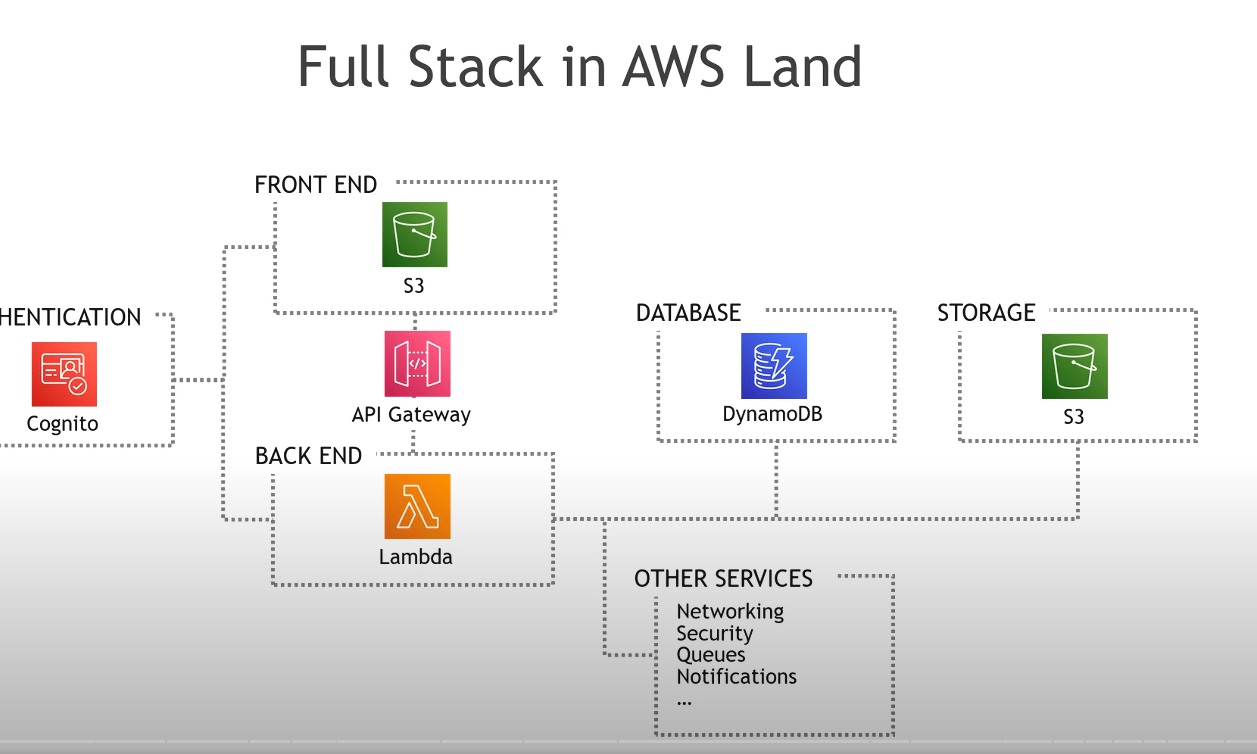 Full Stack in AWS Land
FRONT END
S3
HENTICATION
Cognito
API Gateway
BACK END
Lambda
DATABASE
DynamoDB
STORAGE
S3
OTHER SERVICES
Networking
Security
Queues
Notifications
...